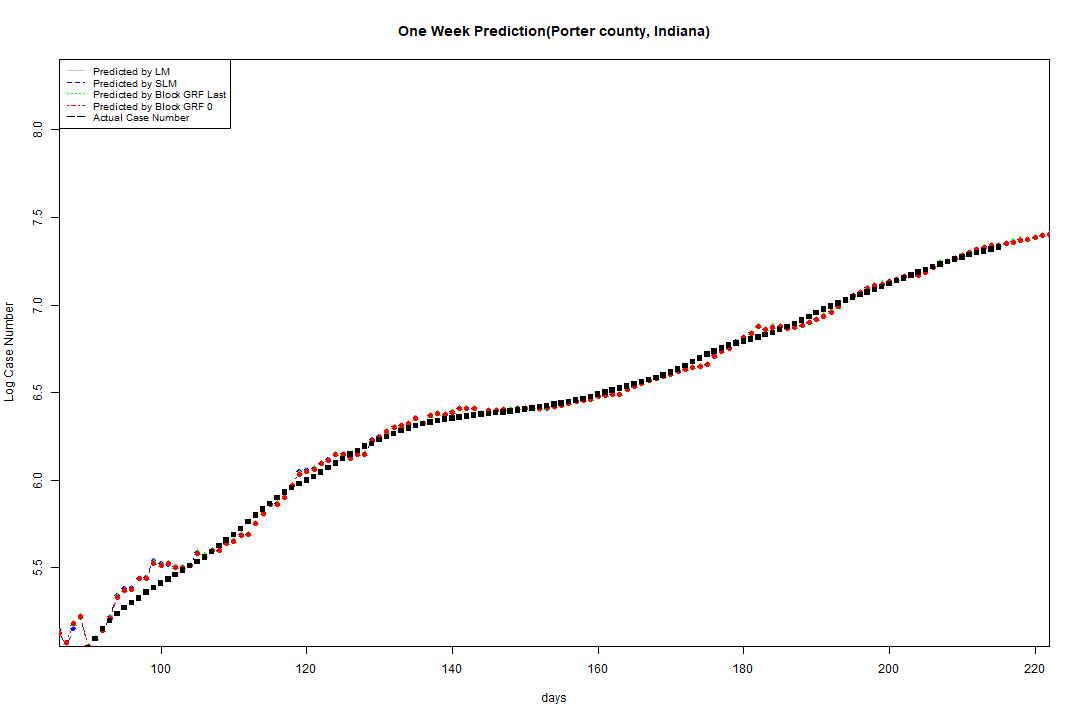 One Week Prediction(Porter county, Indiana)
Predicted by LM
Predicted by SLM
Predicted by Block GRF Last
Predicted by Block GRF 0
Actual Case Number
8.0
7.5
7.0
6.5
6.0
5.5
Log Case Number
100 120 140 160 180 200 220
days